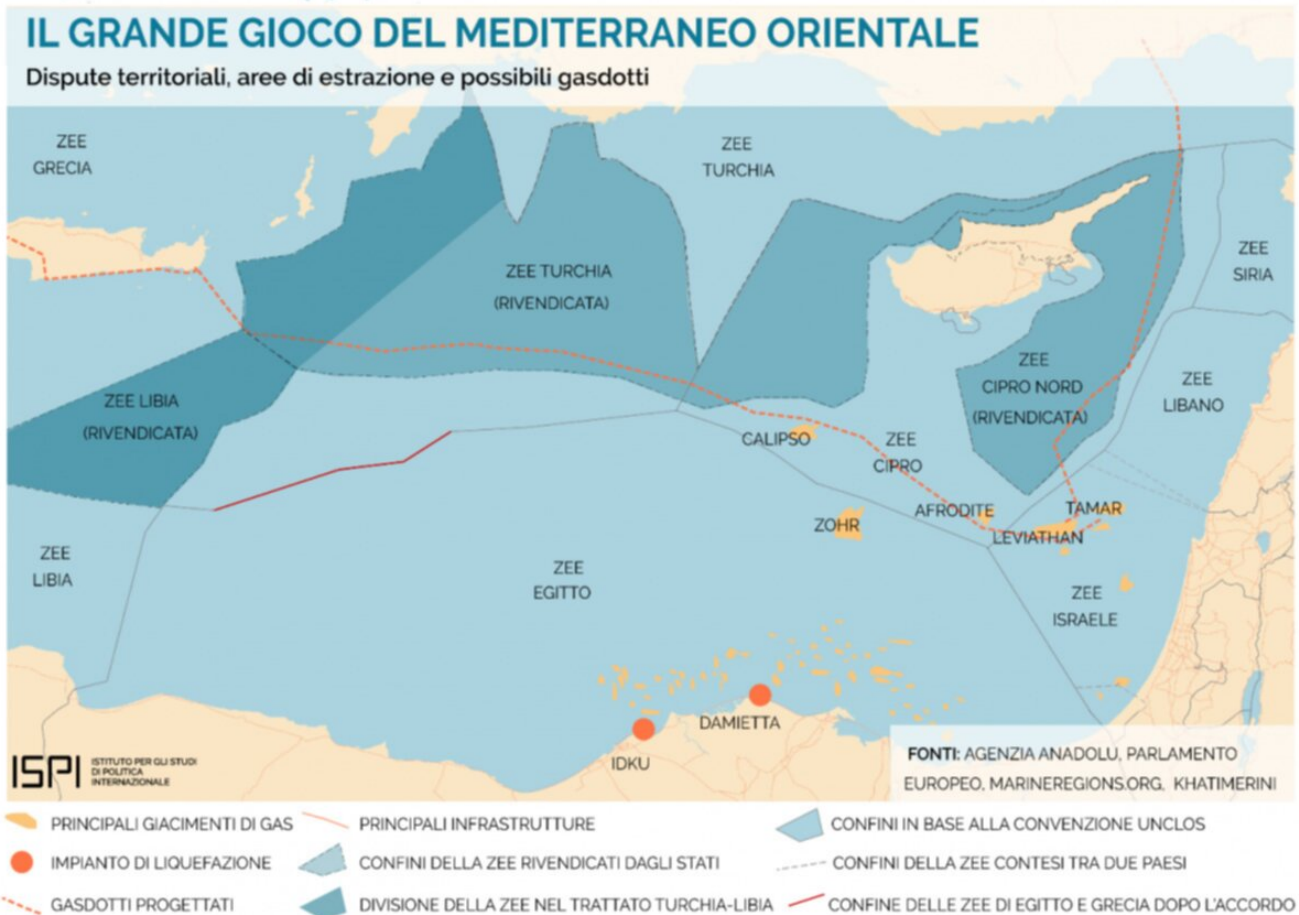 IL GRANDE GIOCO DEL MEDITERRANEO ORIENTALE
Dispute territoriali, aree di estrazione e possibili gasdotti
ZEE
GRECIA
ZEE
TURCHIA
ZEE
SIRIA
ZEE TURCHIA
(RIVENDICATA)
ZEE
CIPRO NORD
(RIVENDICATA)
ZEE
LIBANO
ZEE LIBIA
(RIVENDICATA)
CALIPSO
ZEE
CIPRO
ZOHR
AFRODITE
TAMAR
LEVIATHAN
ZEE
LIBIA
ZEE
EGITTO
ZEE
ISRAELE
DAMIETTA
IDKU
ISPI
ISTITUTO PER GLI STUDI
DI POLITICA
INTERNAZIONALE
FONTI: AGENZIA ANADOLU, PARLAMENTO
EUROPEO, MARINEREGIONS.ORG, KHATIMERINI
PRINCIPALI GIACIMENTI DI GAS
PRINCIPALI INFRASTRUTTURE
CONFINI IN BASE ALLA CONVENZIONE UNCLOS
IMPIANTO DI LIQUEFAZIONE
CONFINI DELLA ZEE RIVENDICATI DAGLI STATI
CONFINI DELLA ZEE CONTESI TRA DUE PAESI
GASDOTTI PROGETTATI
DIVISIONE DELLA ZEE NEL TRATTATO TURCHIA-LIBIA
CONFINE DELLE ZEE DI EGITTO E GRECIA DOPO L'ACCORDO